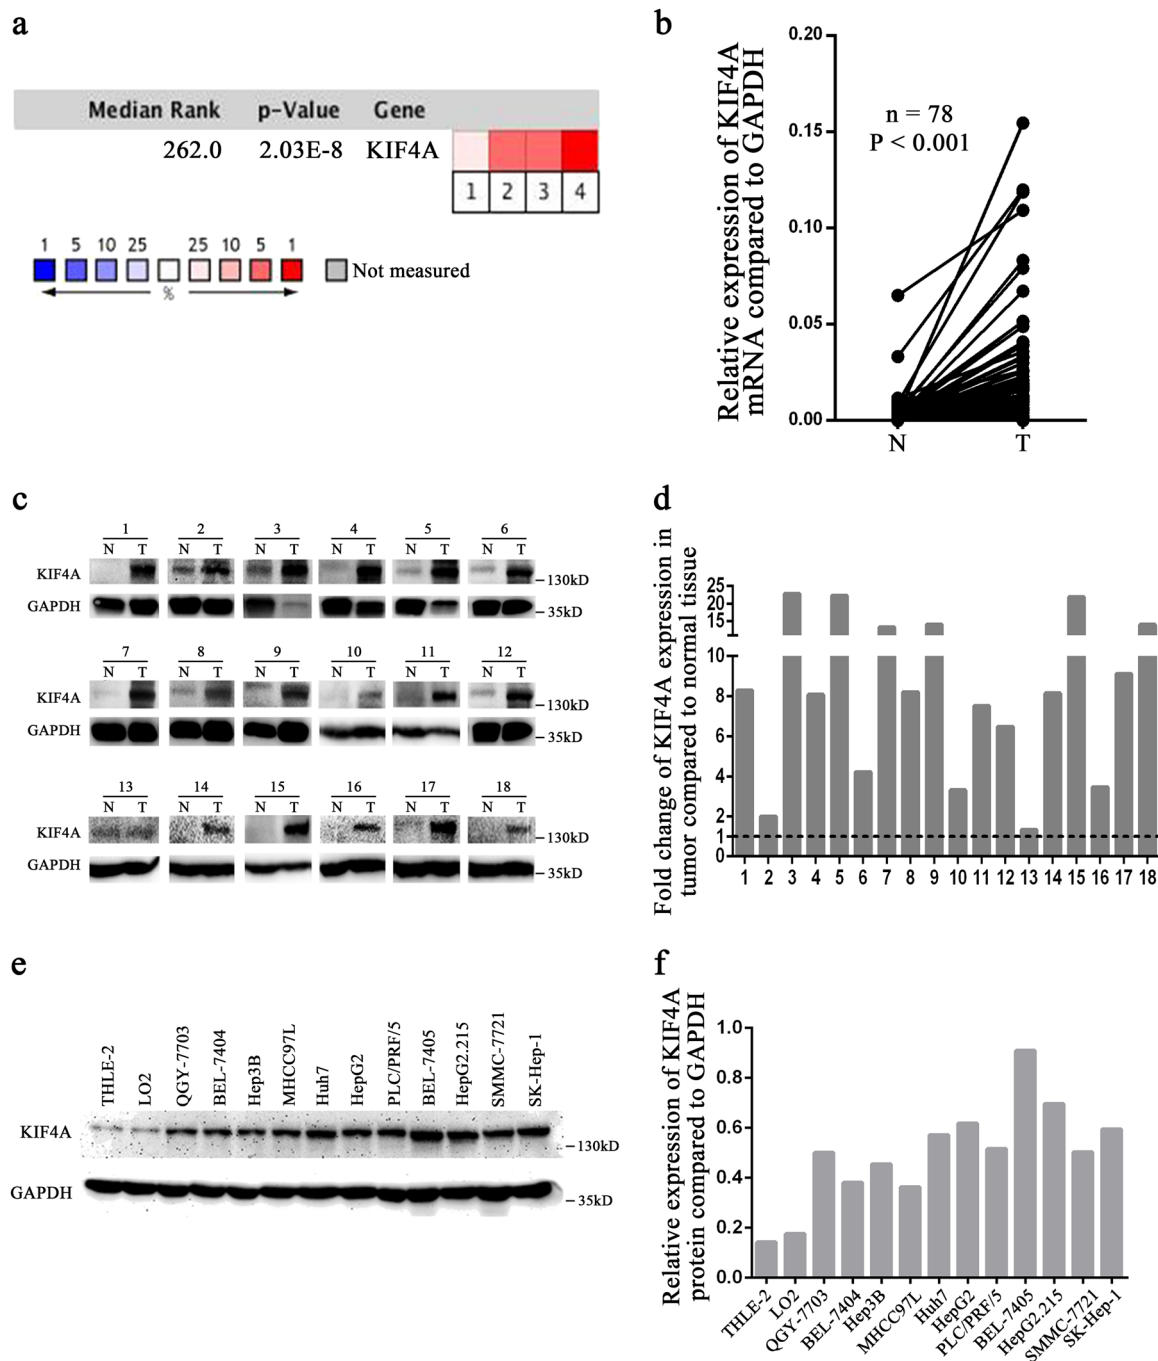 a
Median Rank p-Value Gene
262.0 2.03E-8 KIF4A
1 2 3 4
1 5 10 25 25 10 5 1
Not measured
%
b
Relative expression of KIF4A
mRNA compared to GAPDH
0.20
0.15
0.10
0.05
0.00
n = 78
P < 0.001
N T
c
1 2 3 4 5 6
N T N T N T N T N T N T
KIF4A
130kD
GAPDH
35kD
7 8 9 10 11 12
N T N T N T N T N T N T
KIF4A
130kD
GAPDH
35kD
13 14 15 16 17 18
N T N T N T N T N T N T
KIF4A
130kD
GAPDH
35kD
d
Fold change of KIF4A expression in
tumor compared to normal tissue
25
20
15
10
8
6
4
2
1
0
1 2 3 4 5 6 7 8 9 10 11 12 13 14 15 16 17 18
e
THLE-2 LO2 QGY-7703 BEL-7404 Hep3B MHCC97L Huh7 HepG2 PLC/PRF/5 BEL-7405 HepG2.215 SMMC-7721 SK-Hep-1
KIF4A
130kD
GAPDH
35kD
f
Relative expression of KIF4A
protein compared to GAPDH
1.0
0.8
0.6
0.4
0.2
0.0
THLE-2 LO2 QGY-7703 BEL-7404 Hep3B MHCC97L Huh7 HepG2 PLC/PRF/5 BEL-7405 HepG2.215 SMMC-7721 SK-Hep-1